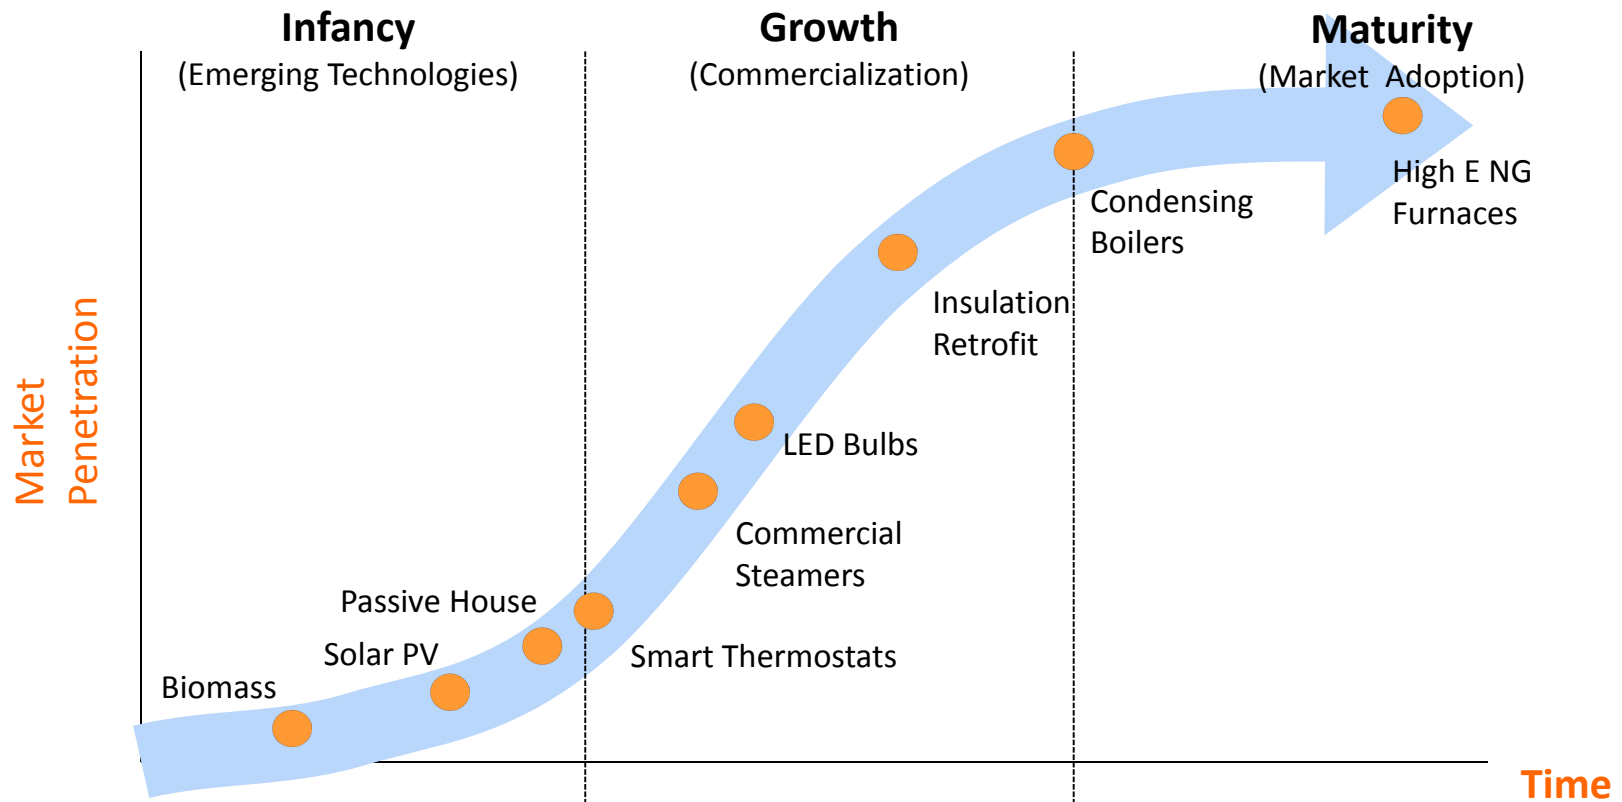 Infancy
(Emerging Technologies)
Growth
(Commercialization)
Maturity
(Market Adoption)
High E NG
Furnaces
Condensing
Boilers
Insulation
Retrofit
LED Bulbs
Commercial
Steamers
Smart Thermostats
Passive House
Solar PV
Biomass
Market
Penetration
Time